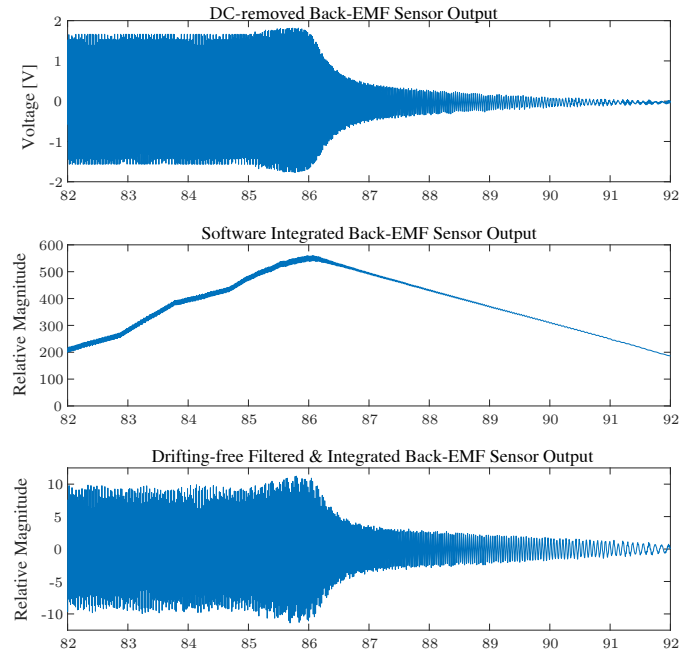 DC-removed Back-EMF Sensor Output
Voltage [V]
2
1
0
-1
-2
82 83 84 85 86 87 88 89 90 91 92
Software Integrated Back-EMF Sensor Output
Relative Magnitude
600
500
400
300
200
100
0
82 83 84 85 86 87 88 89 90 91 92
Drifting-free Filtered & Integrated Back-EMF Sensor Output
Relative Magnitude
10
5
0
-5
-10
82 83 84 85 86 87 88 89 90 91 92